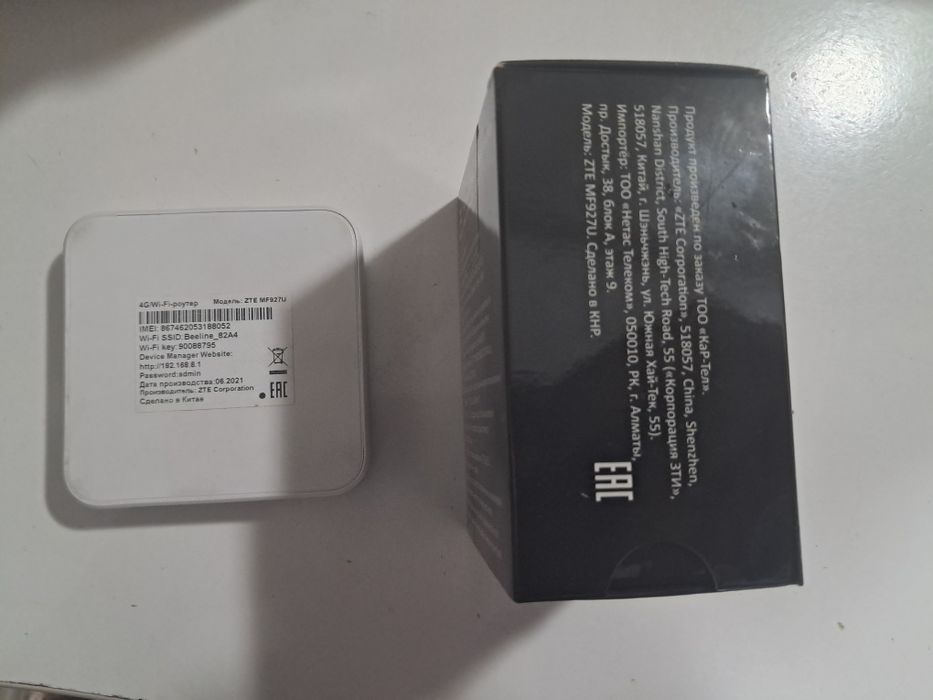 4G/Wi-Fi-роутер Модель: ZTE MF927U
IMEI: 867462053188052
Wi-Fi SSID:Beeline_82A4
Wi-Fi key:90088795
Device Manager Website:
http://192.168.8.1
Password:admin
Дата производства:06.2021
Производитель: ZTE Corporation
Сделано в Китае
EAC
Продукт произведен по заказу ТОО «КаР-Тел».
Производитель: «ZTE Corporation», 518057, China, Shenzhen,
Nanshan District, South High-Tech Road, 55 («Корпорация ЗТИ»,
518057, Китай, г. Шэньчжэнь, ул. Южная Хай-Тек, 55).
Импортёр: ТОО «Нетас Телеком», 050010, РК, г. Алматы,
пр. Достык, 38, блок А, этаж 9.
Модель: ZTE MF927U. Сделано в КНР.
EAC